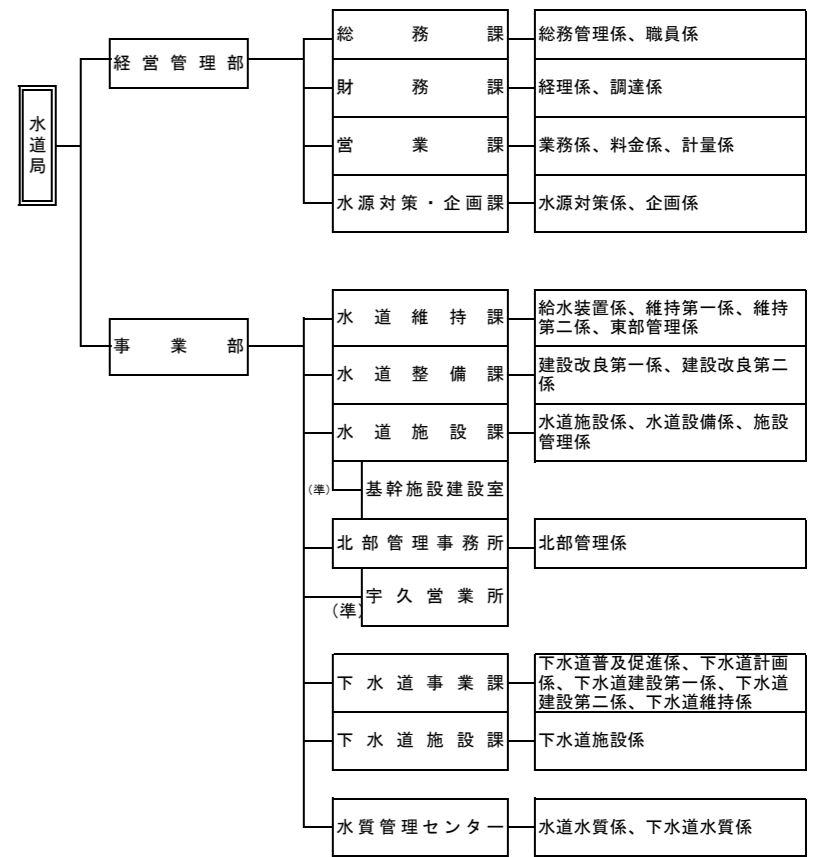 水道局
経営管理部
総務課
総務管理係、職員係
財務課
経理係、調達係
営業課
業務係、料金係、計量係
水源対策・企画課
水源対策係、企画係
事業部
水道維持課
給水装置係、維持第一係、維持
第二係、東部管理係
水道整備課
建設改良第一係、建設改良第二
係
水道施設課
水道施設係、水道設備係、施設
管理係
(準)
基幹施設建設室
北部管理事務所
北部管理係
(準)
宇久営業所
下水道事業課
下水道普及促進係、下水道計画
係、下水道建設第一係、下水道
建設第二係、下水道維持係
下水道施設課
下水道施設係
水質管理センター
水道水質係、下水道水質係